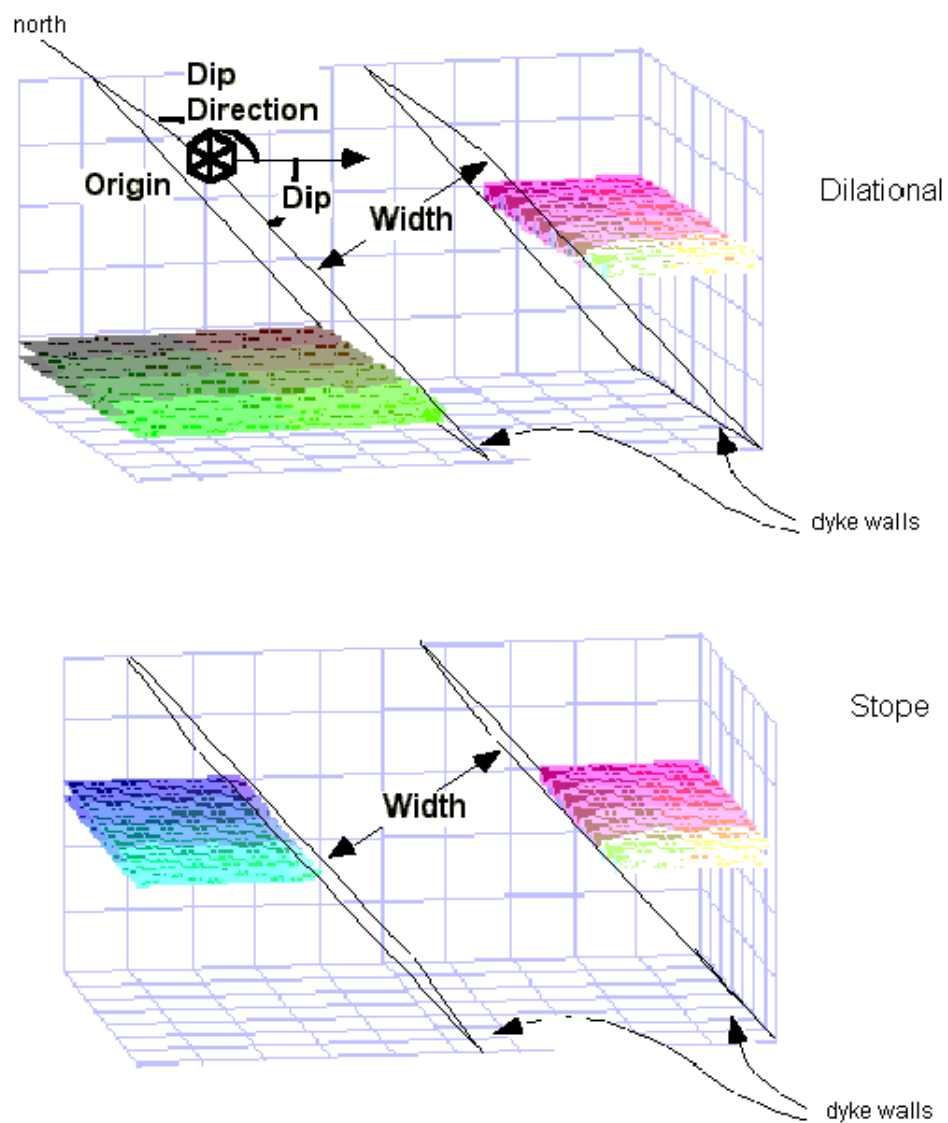 north
Dip
Direction
Origin
Dip
Width
Dilational
dyke walls
Stope
Width
dyke walls